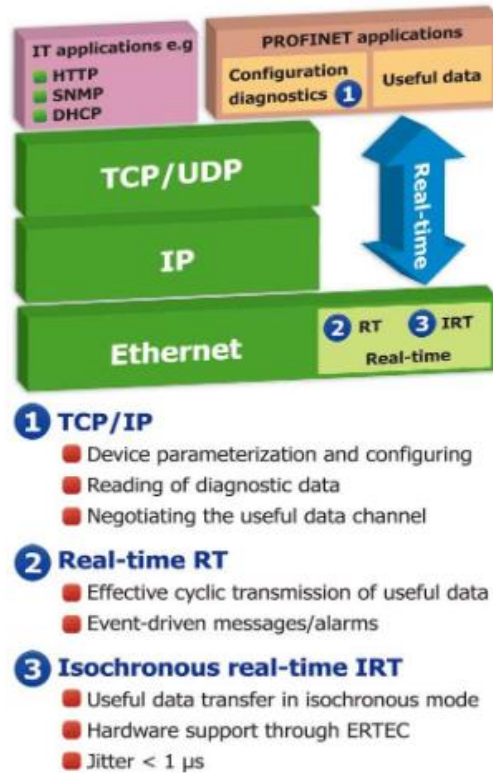 IT applications e.g
HTTP
SNMP
DHCP
PROFINET applications
Configuration
diagnostics 1
Useful data
TCP/UDP
IP
Real-time
Ethernet
2 RT 3 IRT
Real-time
1 TCP/IP
Device parameterization and configuring
Reading of diagnostic data
Negotiating the useful data channel
2 Real-time RT
Effective cyclic transmission of useful data
Event-driven messages/alarms
3 Isochronous real-time IRT
Useful data transfer in isochronous mode
Hardware support through ERTEC
Jitter < 1 µs